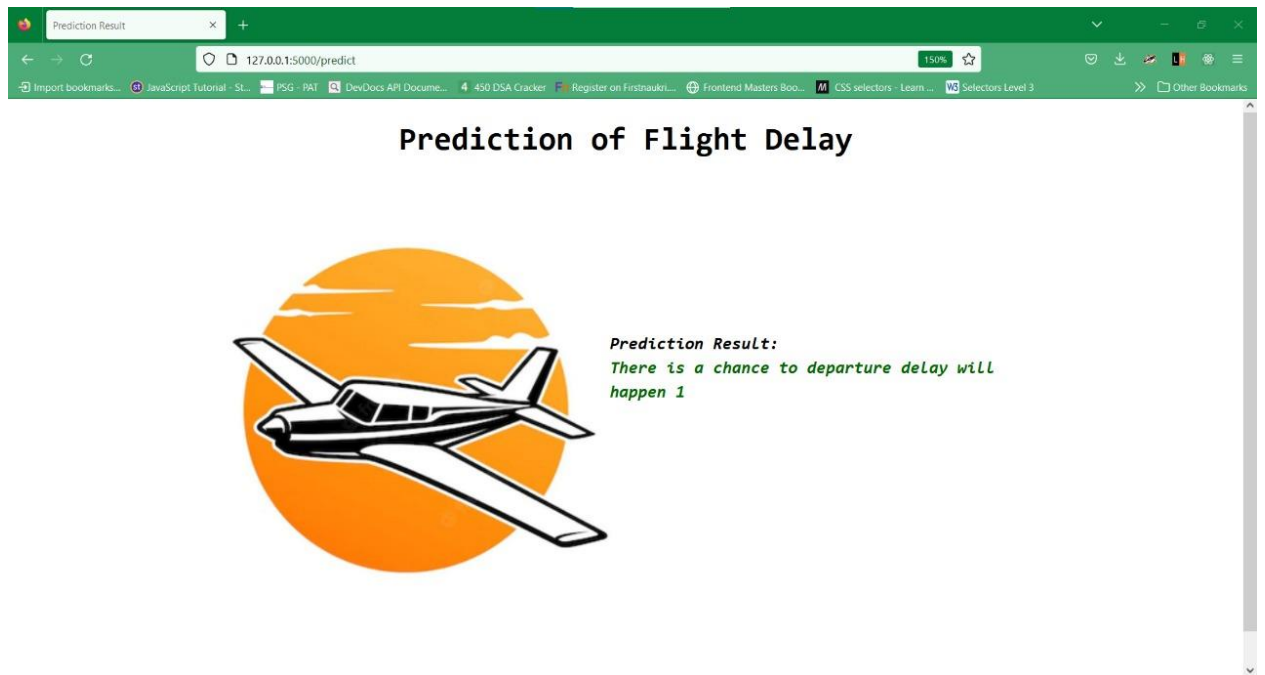 Prediction Result
127.0.0.1:5000/predict
150%
Import bookmarks... JavaScript Tutorial - St... PSG - PAT DevDocs API Docume... 450 DSA Cracker Register on Firstnaukri.... Frontend Masters Boo... CSS selectors - Learn ... Selectors Level 3 Other Bookmarks
Prediction of Flight Delay
Prediction Result:
There is a chance to departure delay will
happen 1